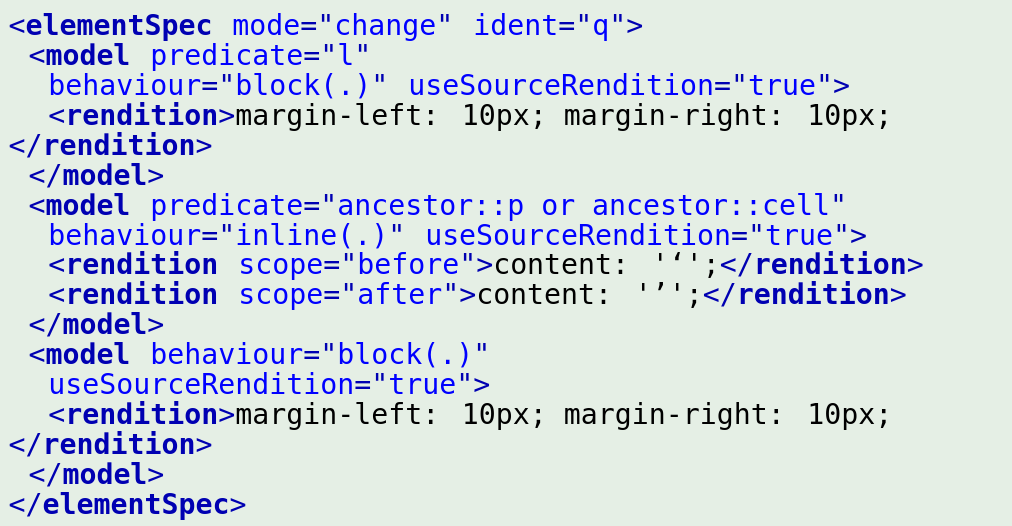 <elementSpec mode="change" ident="q">
<model predicate="l"
behaviour="block(.)" useSourceRendition="true">
<rendition>margin-left: 10px; margin-right: 10px;
</rendition>
</model>
<model predicate="ancestor::p or ancestor::cell"
behaviour="inline(.)" useSourceRendition="true">
<rendition scope="before">content: '‘';</rendition>
<rendition scope="after">content: '’';</rendition>
</model>
<model behaviour="block(.)"
useSourceRendition="true">
<rendition>margin-left: 10px; margin-right: 10px;
</rendition>
</model>
</elementSpec>